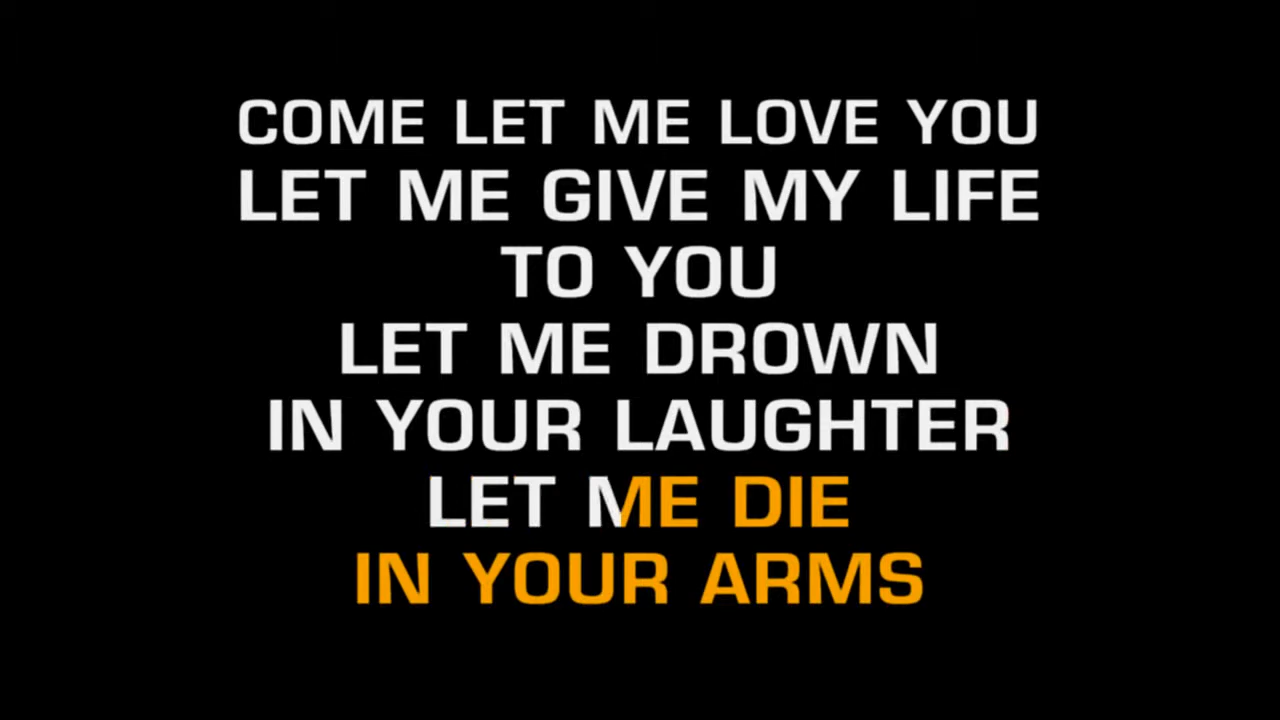 COME LET ME LOVE YOU
LET ME GIVE MY LIFE
TO YOU
LET ME DROWN
IN YOUR LAUGHTER
LET ME DIE
IN YOUR ARMS